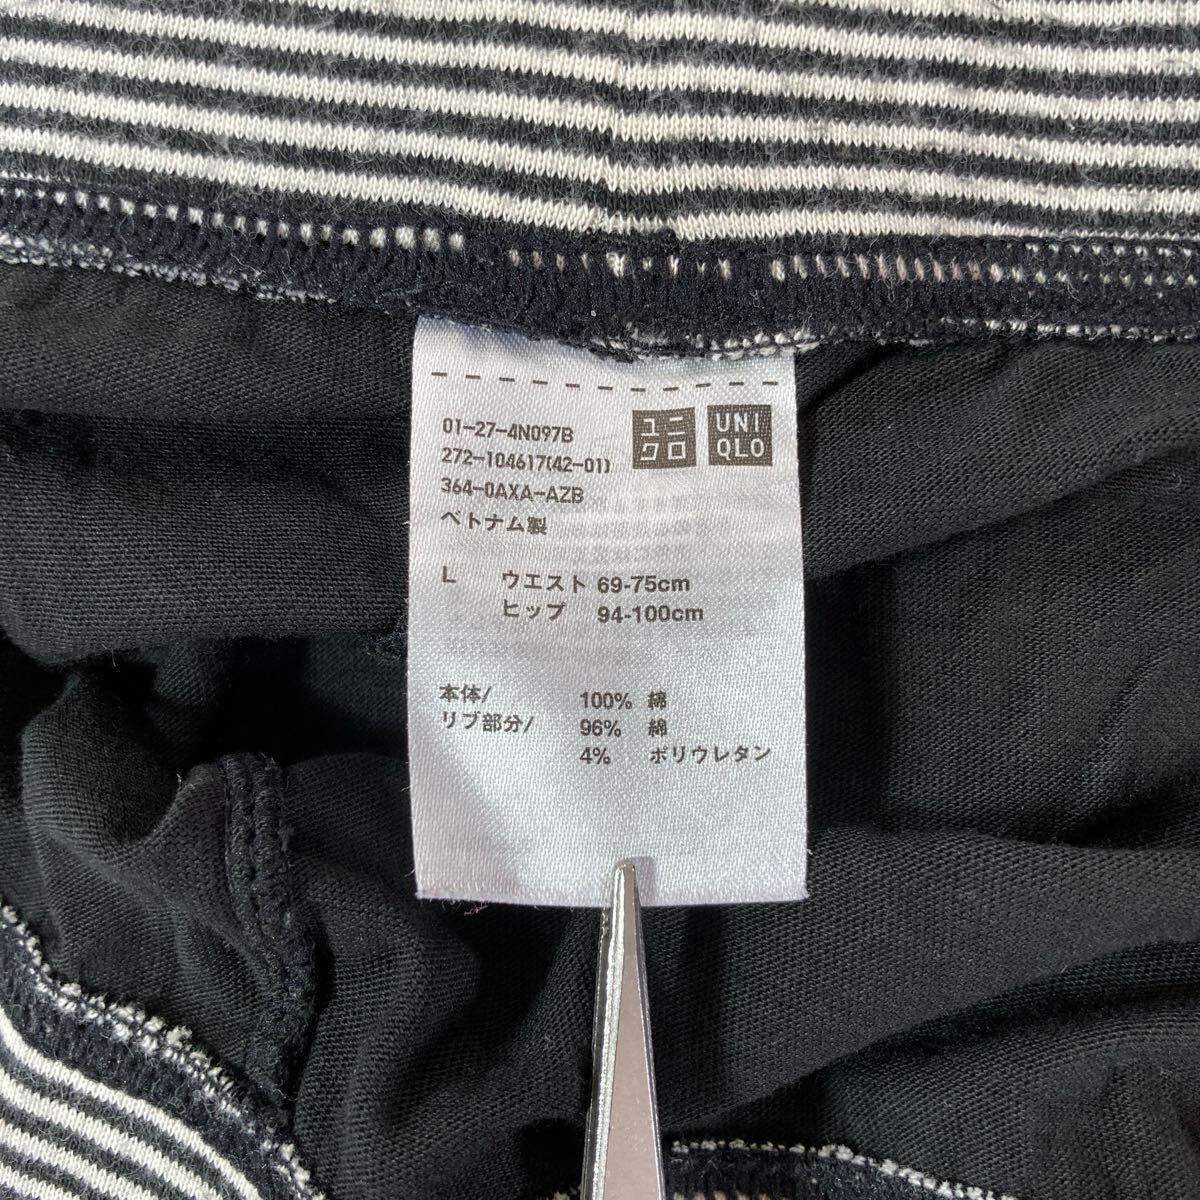 01-27-4N097B
272-104617(42-01)
364-0AXA-AZB
ベトナム製
ユニ
クロ
UNI
QLO
L ウエスト 69-75cm
ヒップ 94-100cm
本体/ 100% 綿
リブ部分/ 96% 綿
4% ポリウレタン